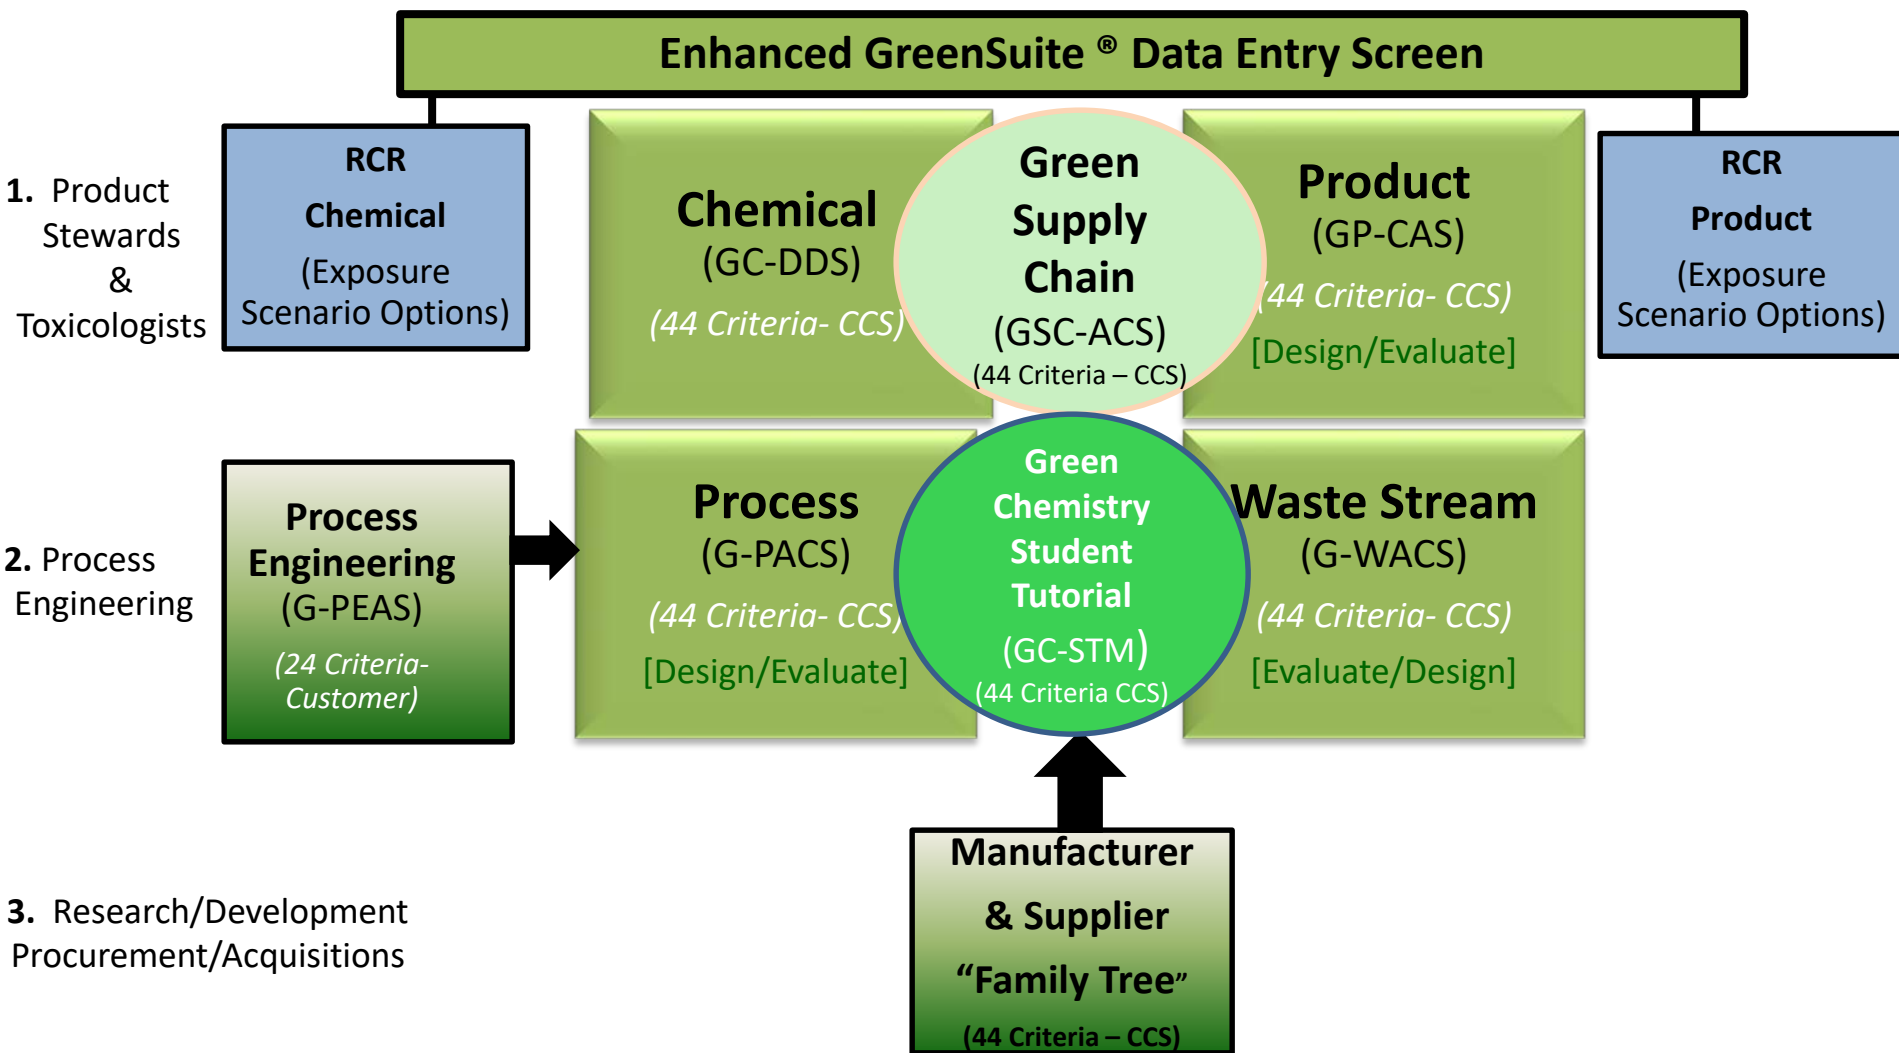 Enhanced GreenSuite ® Data Entry Screen
1. Product
Stewards
&
Toxicologists
RCR
Chemical
(Exposure
Scenario Options)
Chemical
(GC-DDS)
(44 Criteria- CCS)
Green
Supply
Chain
(GSC-ACS)
(44 Criteria – CCS)
Product
(GP-CAS)
(44 Criteria- CCS)
[Design/Evaluate]
RCR
Product
(Exposure
Scenario Options)
2. Process
Engineering
Process
Engineering
(G-PEAS)
(24 Criteria-
Customer)
Process
(G-PACS)
(44 Criteria- CCS)
[Design/Evaluate]
Green
Chemistry
Student
Tutorial
(GC-STM)
(44 Criteria CCS)
Waste Stream
(G-WACS)
(44 Criteria- CCS)
[Evaluate/Design]
3. Research/Development
Procurement/Acquisitions
Manufacturer
& Supplier
“Family Tree”
(44 Criteria – CCS)